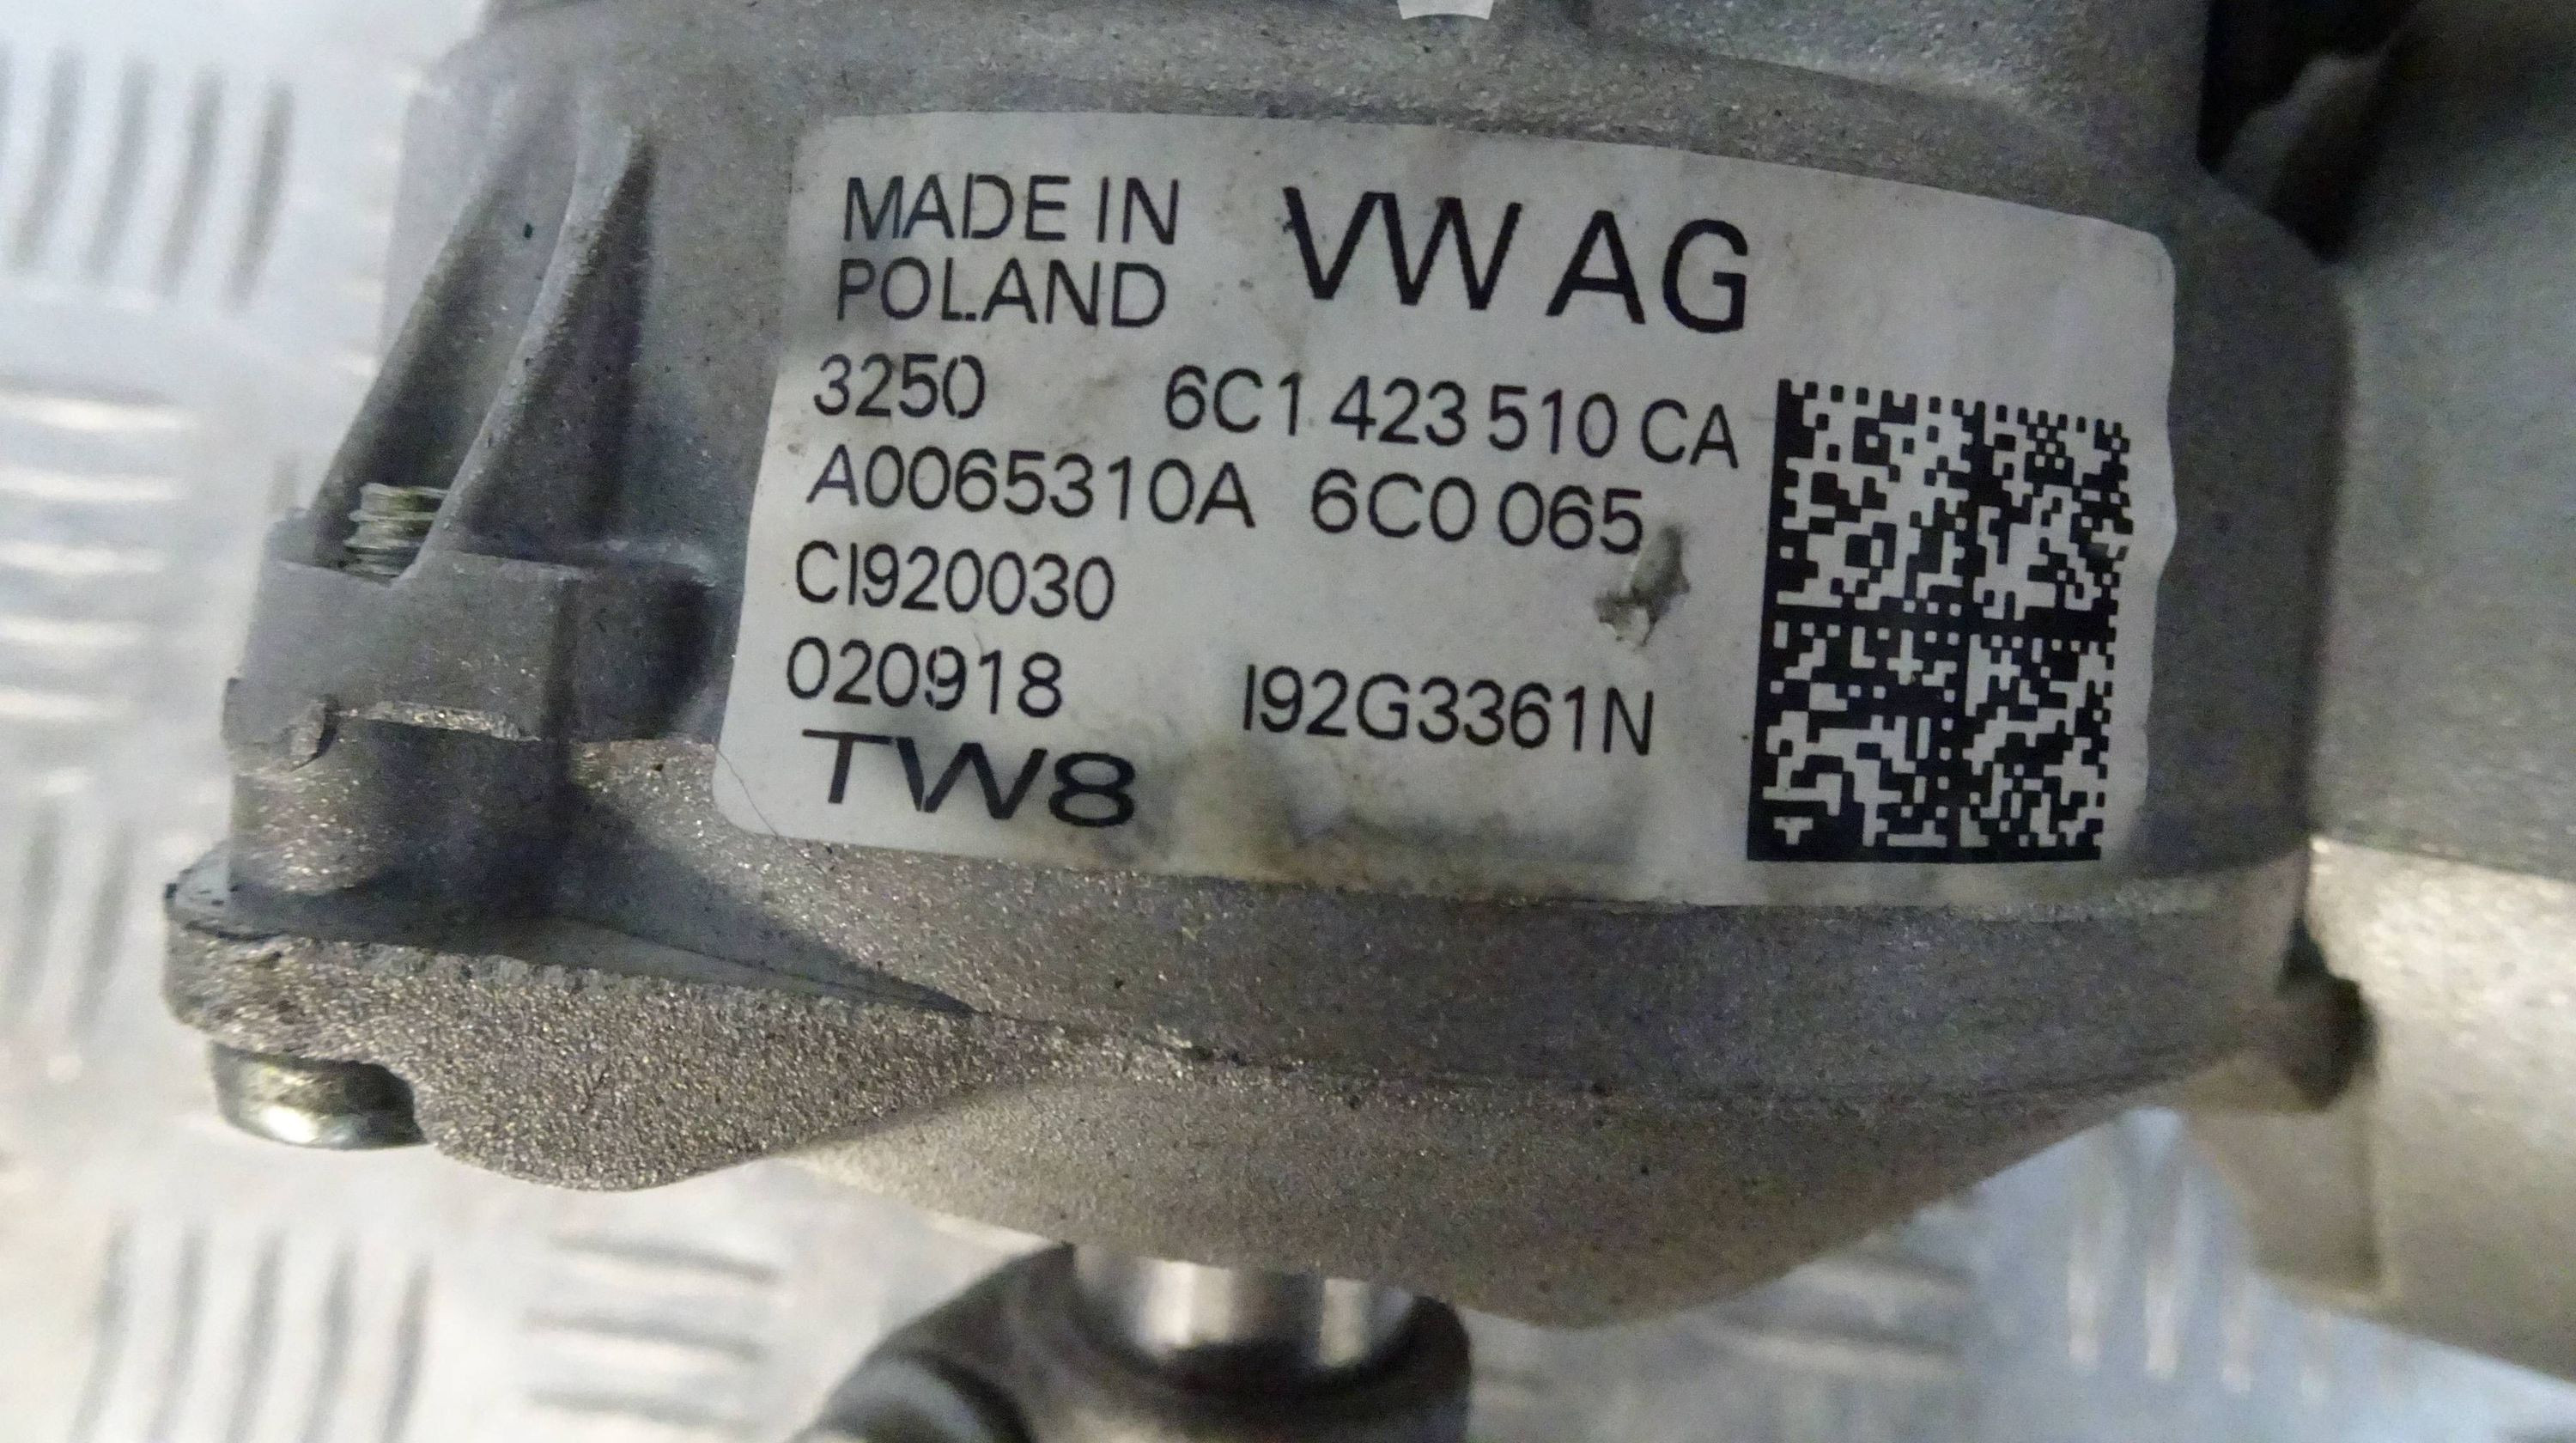 MADE IN VW AG
POLAND
3250 6C1 423 510 CA
A0065310A 6C0 065
CI920030
020918 I92G3361N
TW8